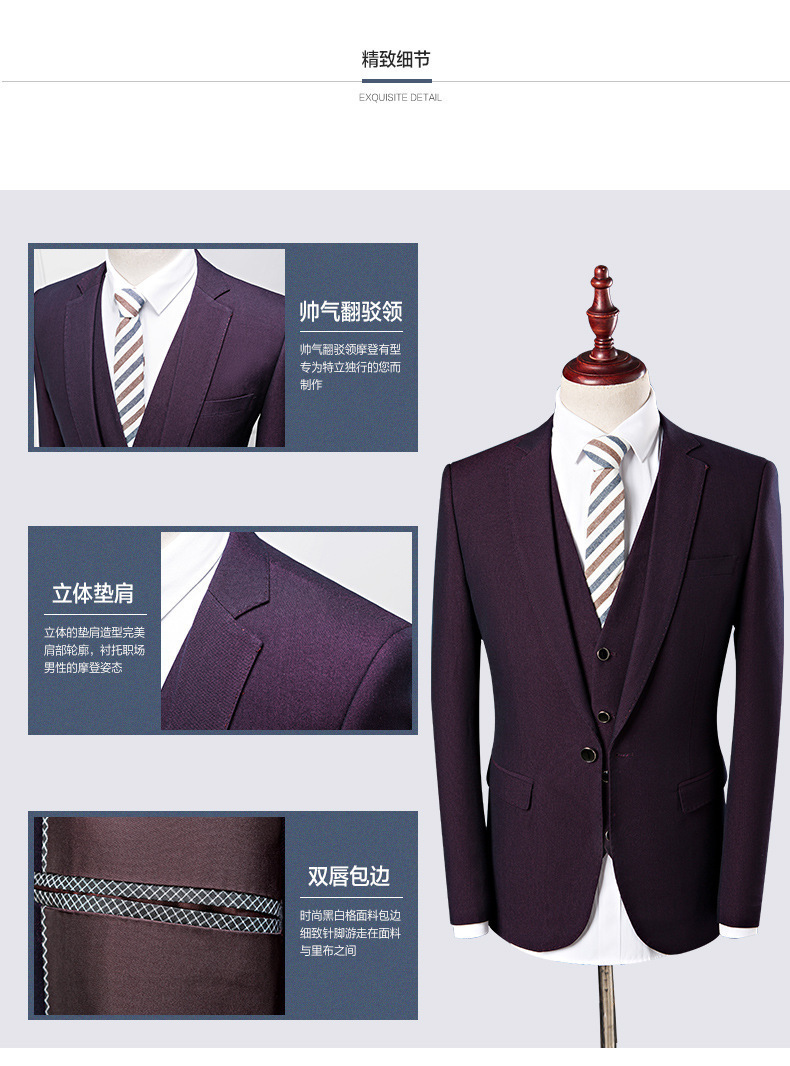 精致细节
EXQUISITE DETAIL
帅气翻驳领
帅气翻驳领摩登有型
专为特立独行的您而
制作
立体垫肩
立体的垫肩造型完美
肩部轮廓，衬托职场
男性的摩登姿态
双唇包边
时尚黑白格面料包边
细致针脚游走在面料
与里布之间